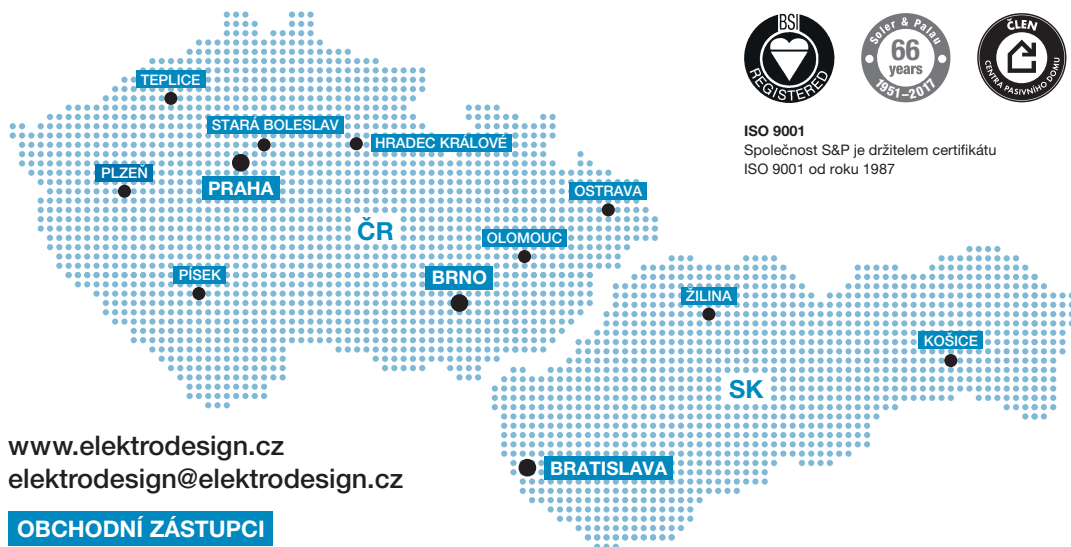 BSI
REGISTERED
Soler & Palau
66
years
1951–2017
ČLEN
CENTRA PASIVNÍHO DOMU
ISO 9001
Společnost S&P je držitelem certifikátu
ISO 9001 od roku 1987
TEPLICE
STARÁ BOLESLAV
HRADEC KRÁLOVÉ
PLZEŇ
PRAHA
OSTRAVA
ČR
OLOMOUC
PÍSEK
BRNO
ŽILINA
KOŠICE
SK
BRATISLAVA
www.elektrodesign.cz
elektrodesign@elektrodesign.cz
OBCHODNÍ ZÁSTUPCI